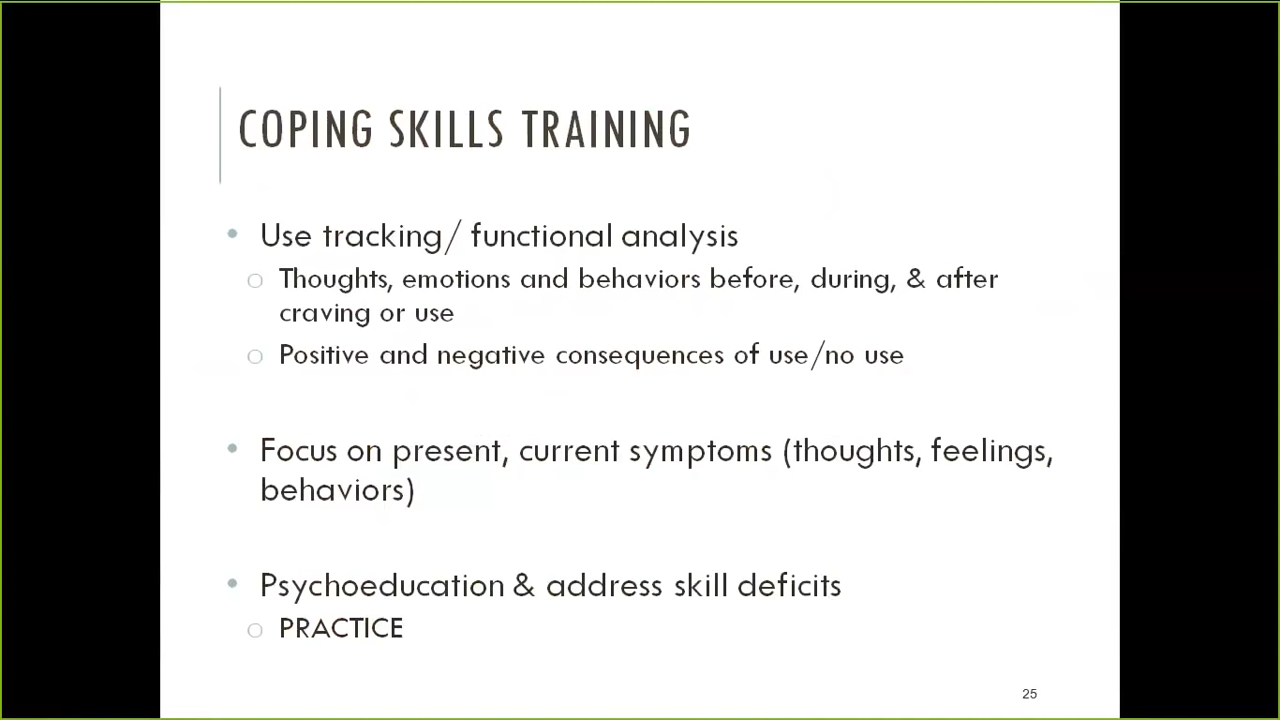 COPING SKILLS TRAINING
• Use tracking/ functional analysis
o Thoughts, emotions and behaviors before, during, & after
craving or use
o Positive and negative consequences of use/no use
• Focus on present, current symptoms (thoughts, feelings,
behaviors)
• Psychoeducation & address skill deficits
o PRACTICE
25